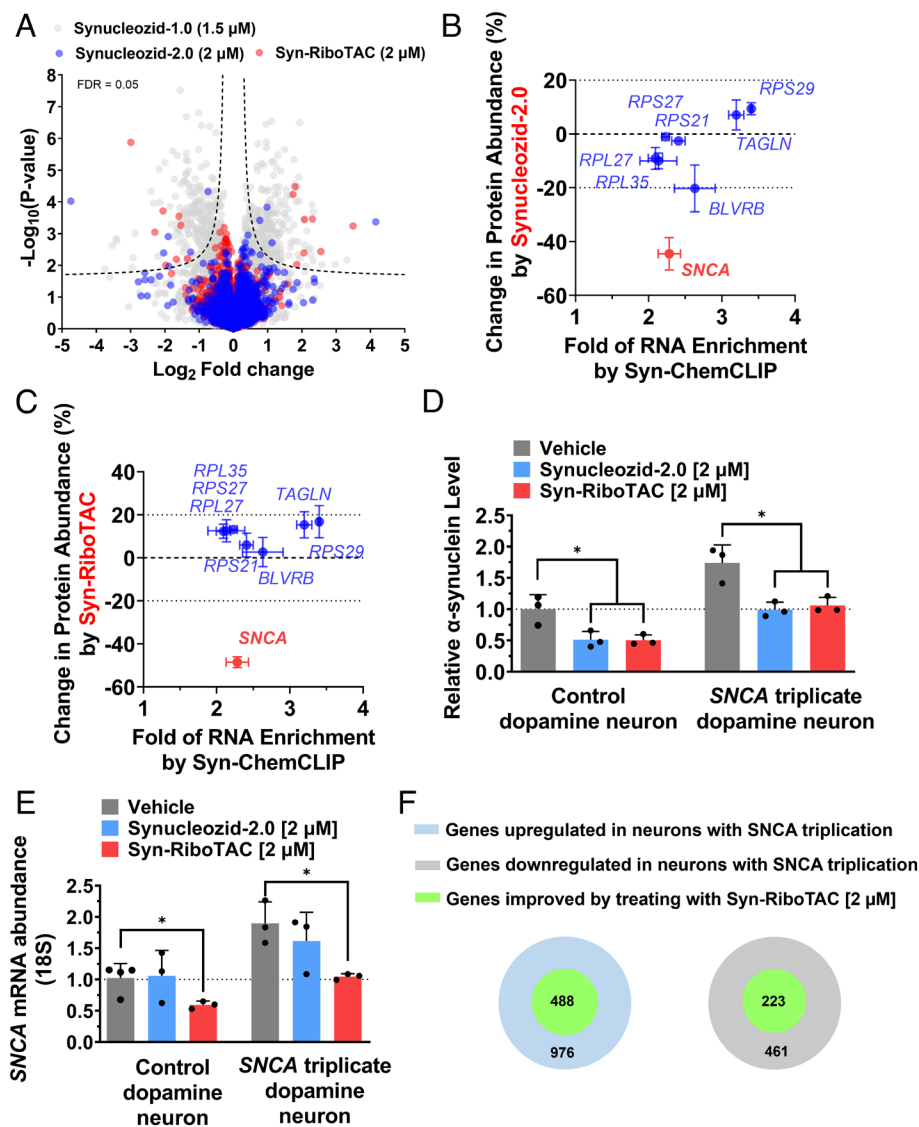 A
Synucleozid-1.0 (1.5 µM)
Synucleozid-2.0 (2 µM)
Syn-RiboTAC (2 µM)
FDR = 0.05
-Log10(P-value)
8
7
6
5
4
3
2
1
0
-5 -4 -3 -2 -1 0 1 2 3 4 5
Log2 Fold change
B
Change in Protein Abundance (%)
by Synucleozid-2.0
20
0
-20
-40
-60
RPS27
RPS29
RPS21
TAGLN
RPL27
RPL35
BLVRB
SNCA
1 2 3 4
Fold of RNA Enrichment
by Syn-ChemCLIP
C
Change in Protein Abundance (%)
by Syn-RiboTAC
40
20
0
-20
-40
-60
RPL35
RPS27
RPL27
TAGLN
RPS21
RPS29
BLVRB
SNCA
1 2 3 4
Fold of RNA Enrichment
by Syn-ChemCLIP
D
Vehicle
Synucleozid-2.0 [2 µM]
Syn-RiboTAC [2 µM]
Relative α-synuclein Level
2.5
2.0
1.5
1.0
0.5
0.0
*
*
Control
dopamine neuron
SNCA triplicate
dopamine neuron
E
Vehicle
Synucleozid-2.0 [2 µM]
Syn-RiboTAC [2 µM]
SNCA mRNA abundance
(18S)
2.5
2.0
1.5
1.0
0.5
0.0
*
*
Control
dopamine
neuron
SNCA triplicate
dopamine
neuron
F
Genes upregulated in neurons with SNCA triplication
Genes downregulated in neurons with SNCA triplication
Genes improved by treating with Syn-RiboTAC [2 µM]
488
976
223
461